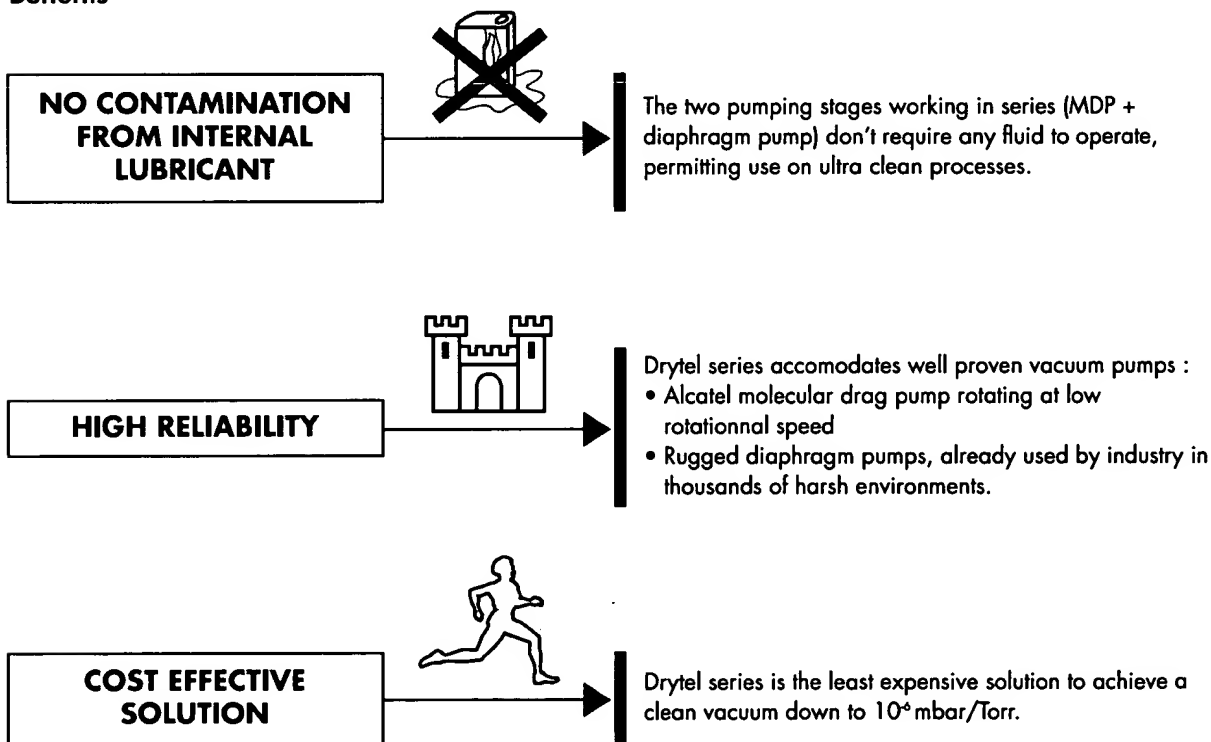 NO CONTAMINATION
FROM INTERNAL
LUBRICANT
The two pumping stages working in series (MDP +
diaphragm pump) don't require any fluid to operate,
permitting use on ultra clean processes.
HIGH RELIABILITY
Drytel series accomodates well proven vacuum pumps :
• Alcatel molecular drag pump rotating at low
rotationnal speed
• Rugged diaphragm pumps, already used by industry in
thousands of harsh environments.
COST EFFECTIVE
SOLUTION
Drytel series is the least expensive solution to achieve a
clean vacuum down to 10⁻⁶ mbar/Torr.